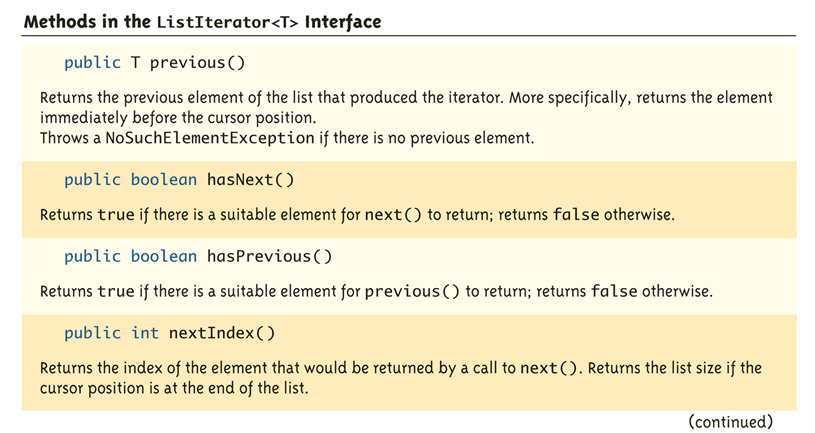 Methods in the ListIterator<T> Interface
public T previous()
Returns the previous element of the list that produced the iterator. More specifically, returns the element
immediately before the cursor position.
Throws a NoSuchElementException if there is no previous element.
public boolean hasNext()
Returns true if there is a suitable element for next() to return; returns false otherwise.
public boolean hasPrevious()
Returns true if there is a suitable element for previous() to return; returns false otherwise.
public int nextIndex()
Returns the index of the element that would be returned by a call to next(). Returns the list size if the
cursor position is at the end of the list.
(continued)